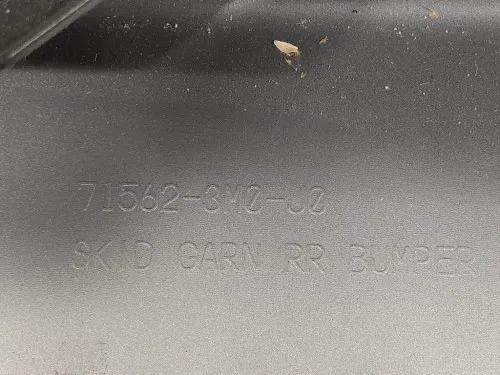 71562-3M0-J0
SKID GARN RR BUMPER